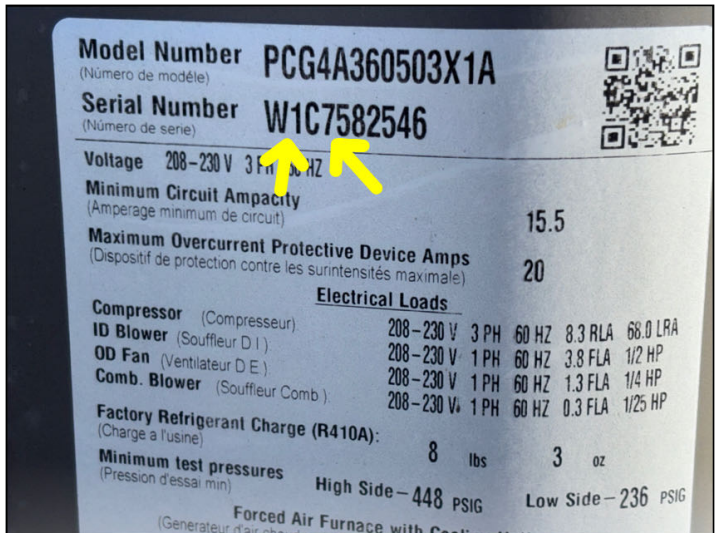 Model Number PCG4A360503X1A
(Número de modéle)
Serial Number W1C7582546
(Número de serie)
Voltage 208-230 V 3 HZ
Minimum Circuit Ampacity 15.5
(Amperage minimum de circuit)
Maximum Overcurrent Protective Device Amps 20
(Dispositif de protection contre les surintensités maximale)
Electrical Loads
Compressor (Compresseur) 208-230 V 3 PH 60 HZ 8.3 RLA 68.0 LRA
ID Blower (Souffleur D I ) 208-230 V 1 PH 60 HZ 3.8 FLA 1/2 HP
OD Fan (Ventilateur D E ) 208-230 V 1 PH 60 HZ 1.3 FLA 1/4 HP
Comb. Blower (Souffleur Comb ) 208-230 V 1 PH 60 HZ 0.3 FLA 1/25 HP
Factory Refrigerant Charge (R410A): 8 lbs 3 oz
(Charge a l'usine)
Minimum test pressures High Side-448 PSIG Low Side-236 PSIG
(Pression d'essai min)
Forced Air Furnace with
(Generateur d'air